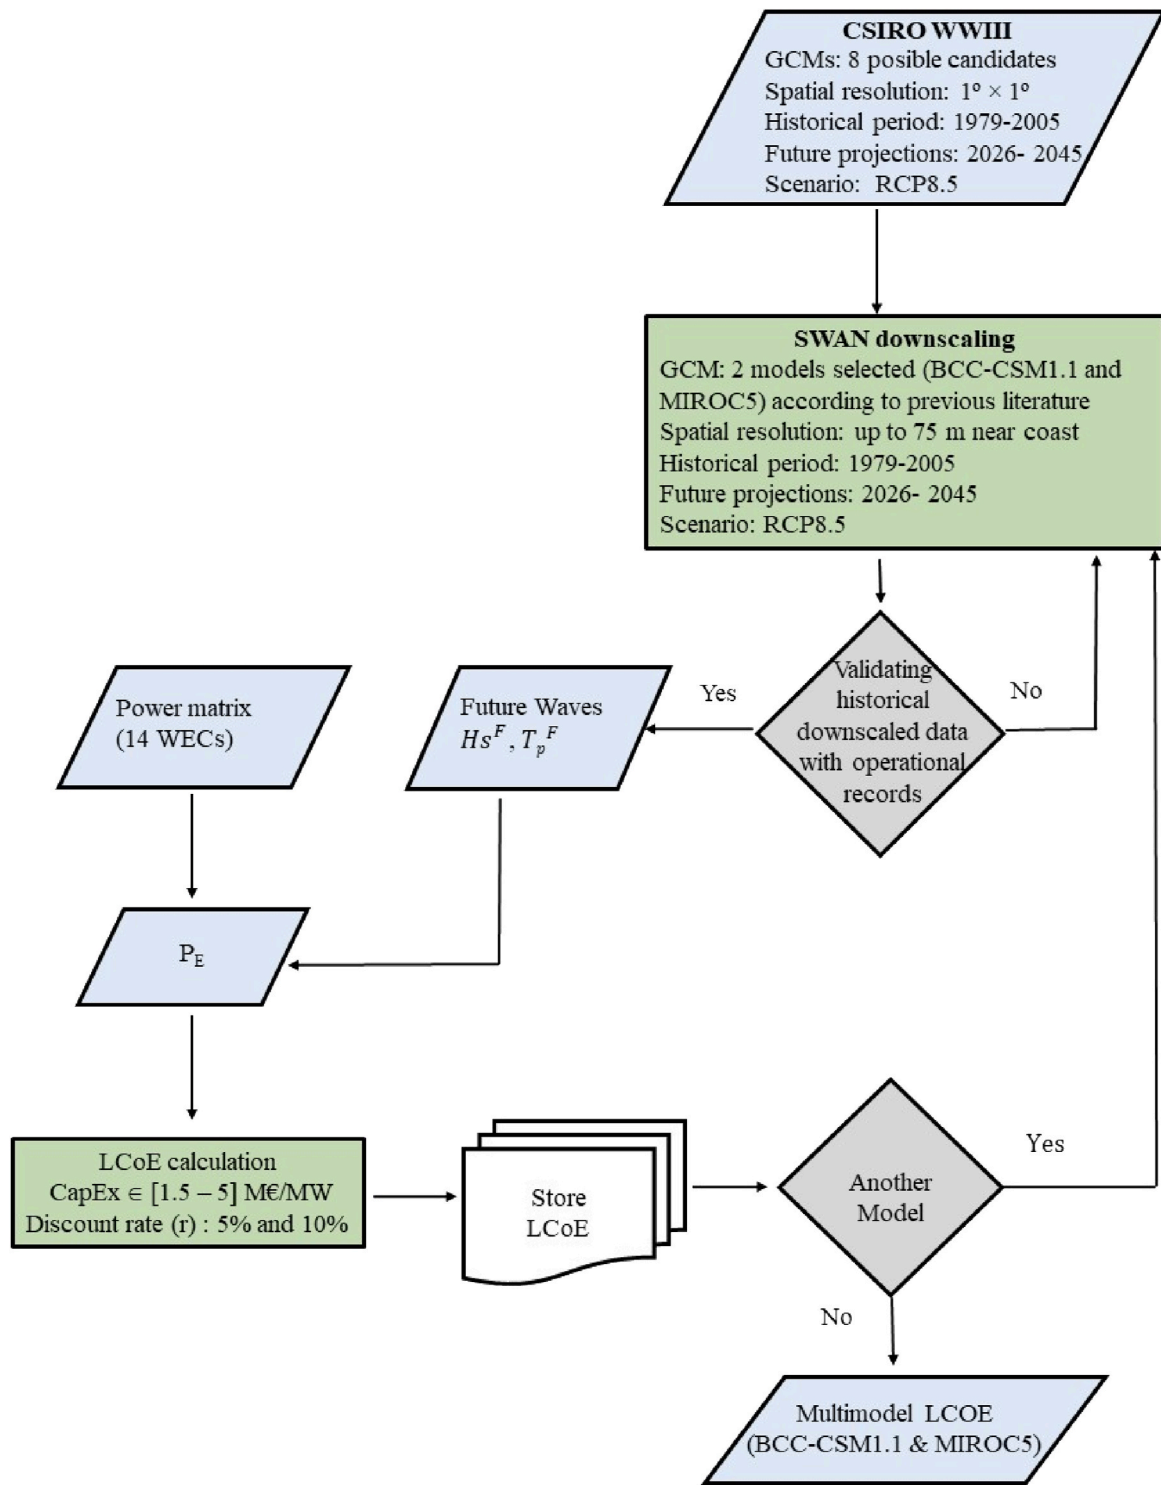 CSIRO WWIII
GCMs: 8 posible candidates
Spatial resolution: 1º × 1º
Historical period: 1979-2005
Future projections: 2026- 2045
Scenario: RCP8.5
SWAN downscaling
GCM: 2 models selected (BCC-CSM1.1 and
MIROC5) according to previous literature
Spatial resolution: up to 75 m near coast
Historical period: 1979-2005
Future projections: 2026- 2045
Scenario: RCP8.5
Validating
historical
downscaled data
with operational
records
Yes
No
Future Waves
Hs^F, T_p^F
Power matrix
(14 WECs)
P_E
LCoE calculation
CapEx ∈ [1.5 – 5] M€/MW
Discount rate (r) : 5% and 10%
Store
LCoE
Another
Model
Yes
No
Multimodel LCOE
(BCC-CSM1.1 & MIROC5)